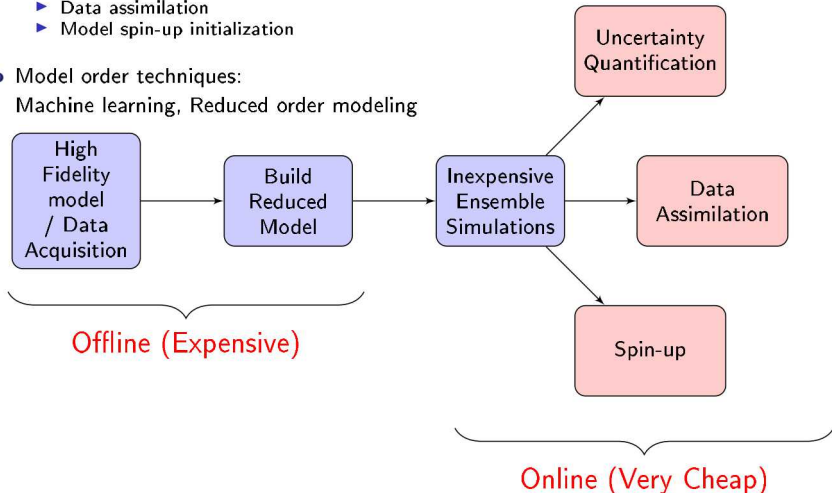 Data assimilation
Model spin-up initialization
Model order techniques:
Machine learning, Reduced order modeling
High
Fidelity
model
/ Data
Acquisition
Build
Reduced
Model
Inexpensive
Ensemble
Simulations
Uncertainty
Quantification
Data
Assimilation
Spin-up
Offline (Expensive)
Online (Very Cheap)